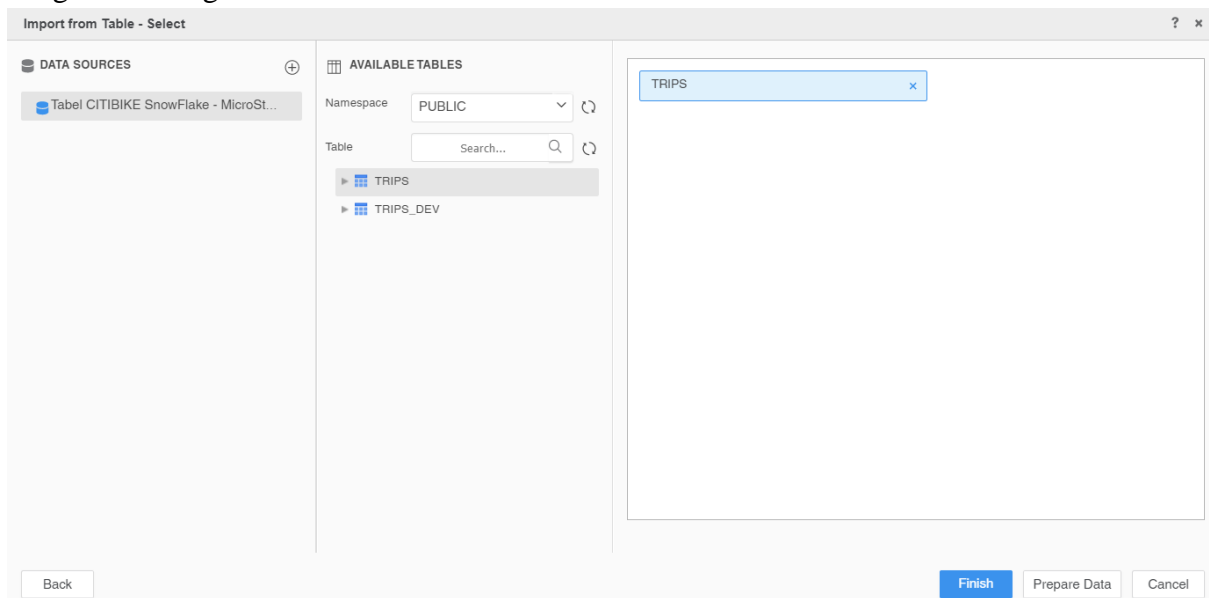 Import from Table - Select
? ×
DATA SOURCES
Tabel CITIBIKE SnowFlake - MicroSt...
AVAILABLE TABLES
Namespace
PUBLIC
Table
Search...
TRIPS
TRIPS_DEV
TRIPS ×
Back
Finish
Prepare Data
Cancel